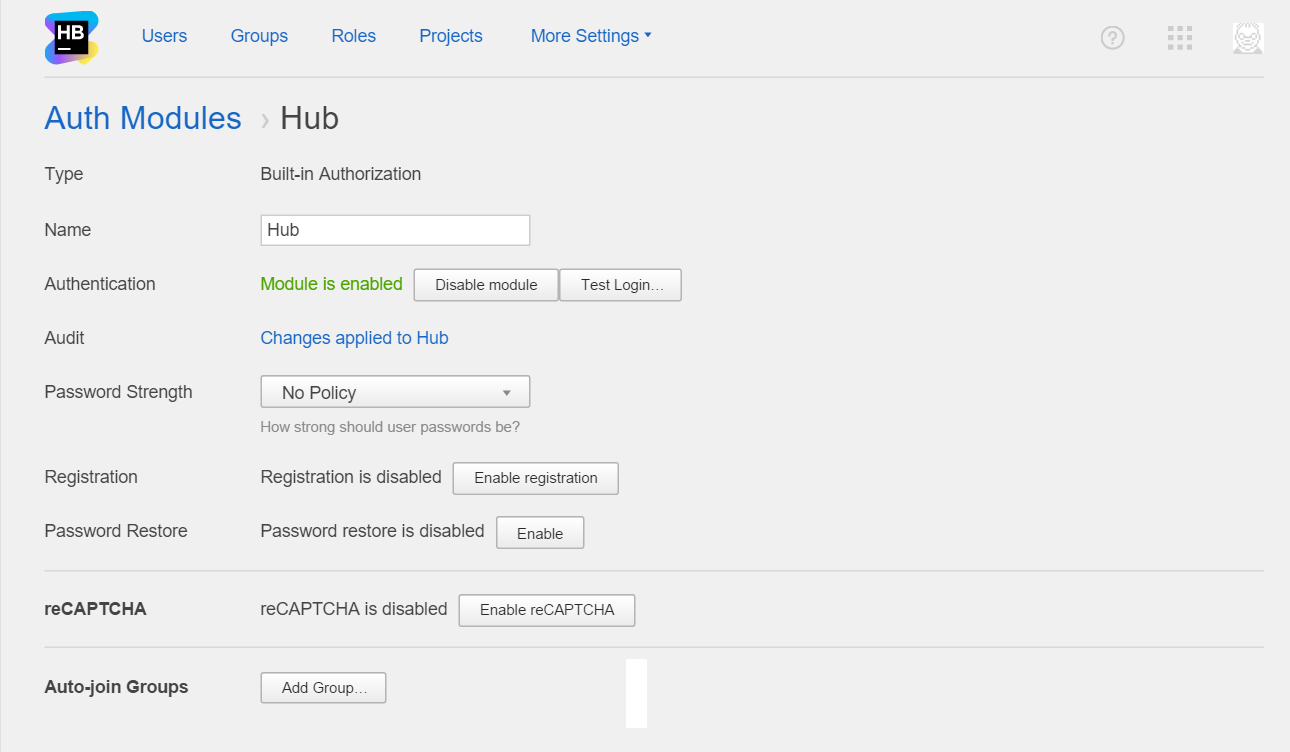 HB
Users Groups Roles Projects More Settings
?
Auth Modules › Hub
Type Built-in Authorization
Name Hub
Authentication Module is enabled Disable module Test Login...
Audit Changes applied to Hub
Password Strength No Policy
How strong should user passwords be?
Registration Registration is disabled Enable registration
Password Restore Password restore is disabled Enable
reCAPTCHA reCAPTCHA is disabled Enable reCAPTCHA
Auto-join Groups Add Group...